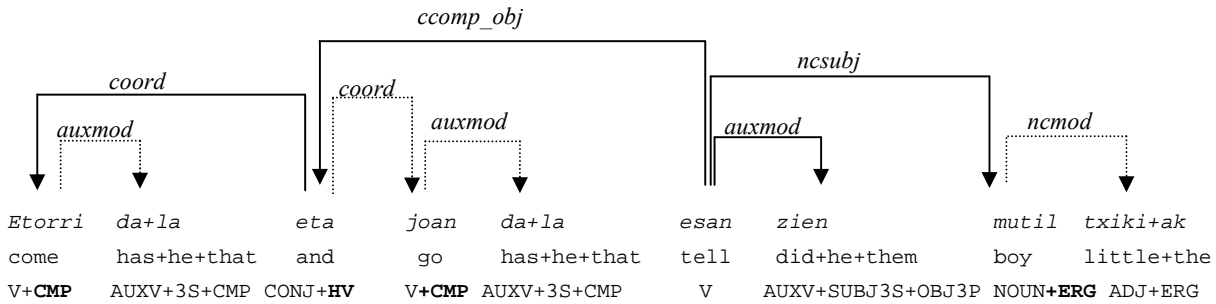 ccomp_obj
ncsubj
coord coord
auxmod auxmod auxmod ncmod
Etorri da+la eta joan da+la esan zien mutil txiki+ak
come has+he+that and go has+he+that tell did+he+them boy little+the
V+CMP AUXV+3S+CMP CONJ+HV V+CMP AUXV+3S+CMP V AUXV+SUBJ3S+OBJ3P NOUN+ERG ADJ+ERG